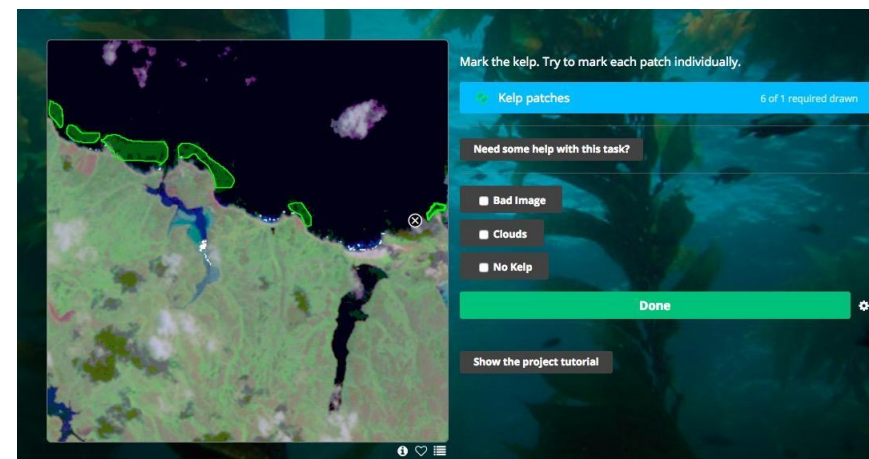 Mark the kelp. Try to mark each patch individually.
Kelp patches 6 of 1 required drawn
Need some help with this task?
Bad Image
Clouds
No Kelp
Done
Show the project tutorial